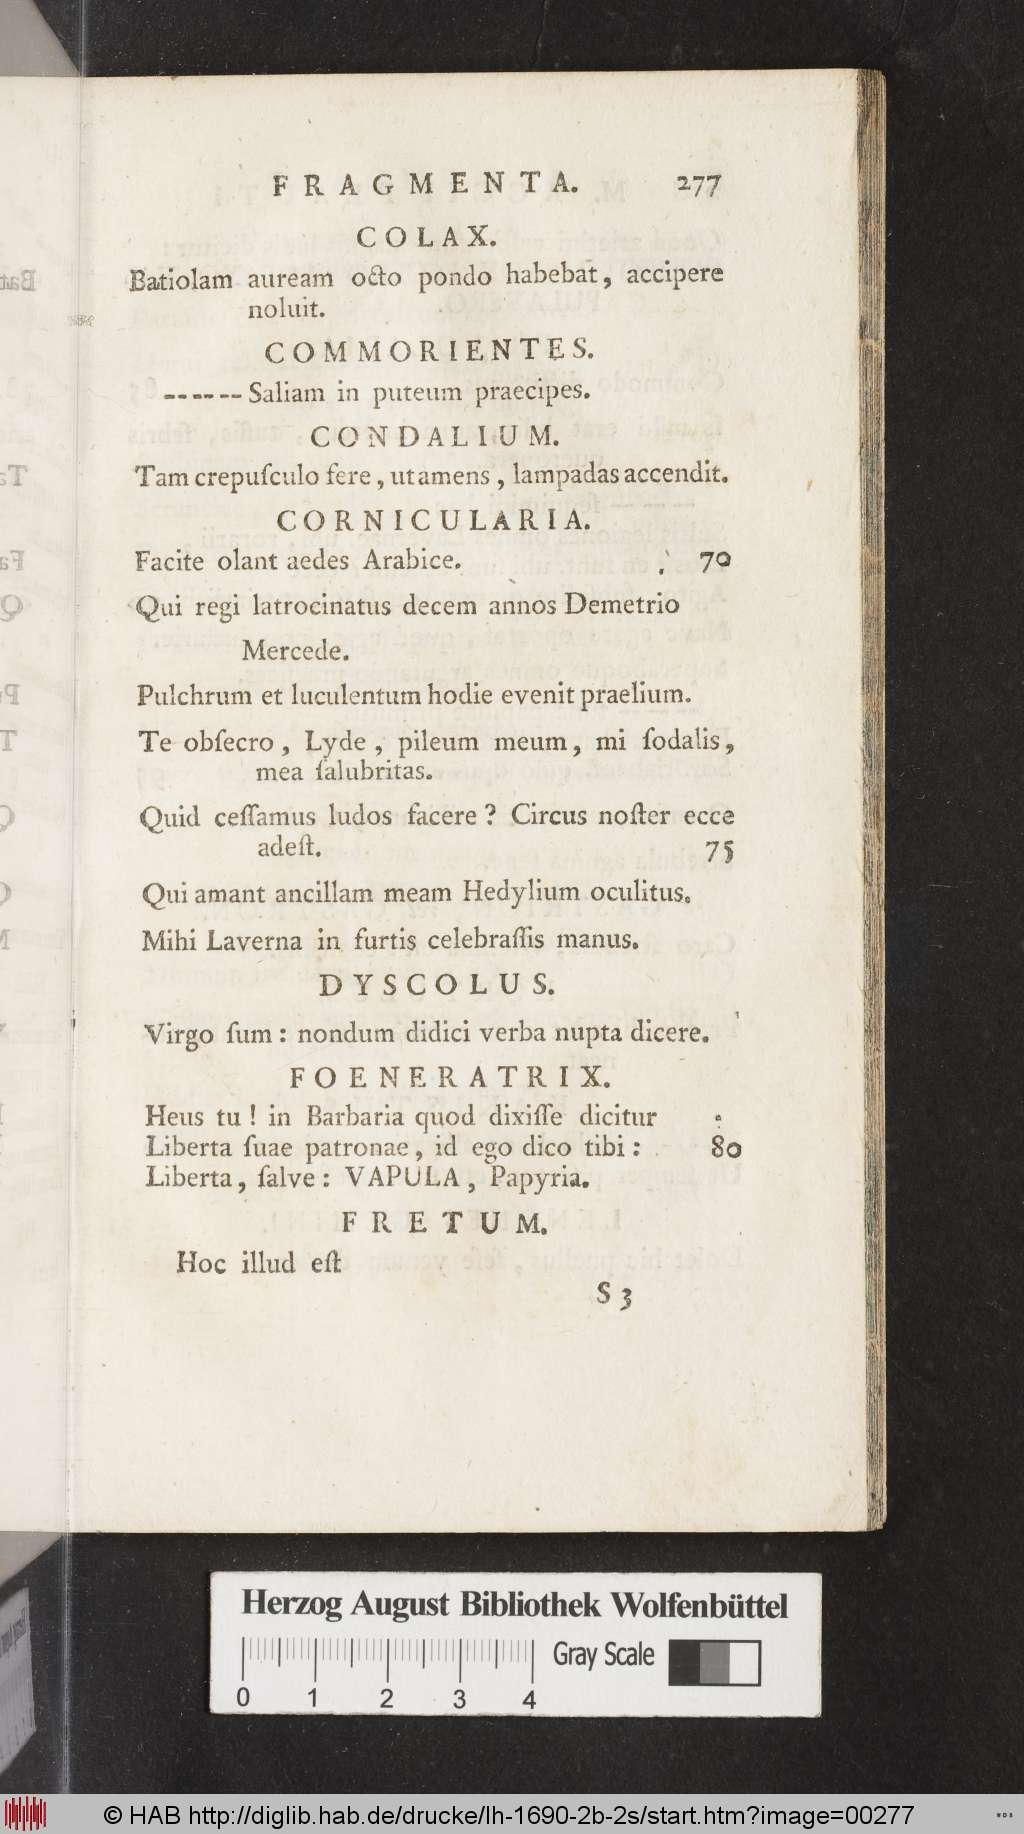 FRAGMENTA. 277
COLAX.
Batiolam auream octo pondo habebat, accipere
noluit.
COMMORIENTES.
------ Saliam in puteum praecipes.
CONDALIUM.
Tam crepuſculo fere, ut amens, lampadas accendit.
CORNICULARIA.
Facite olant aedes Arabice. 70
Qui regi latrocinatus decem annos Demetrio
Mercede.
Pulchrum et luculentum hodie evenit praelium.
Te obſecro, Lyde, pileum meum, mi ſodalis,
mea ſalubritas.
Quid ceſſamus ludos facere? Circus noſter ecce
adeſt. 75
Qui amant ancillam meam Hedylium oculitus.
Mihi Laverna in furtis celebraſſis manus.
DYSCOLUS.
Virgo ſum: nondum didici verba nupta dicere.
FOENERATRIX.
Heus tu! in Barbaria quod dixiſſe dicitur
Liberta ſuae patronae, id ego dico tibi: 80
Liberta, ſalve: VAPULA, Papyria.
FRETUM.
Hoc illud eſt
S 3
Herzog August Bibliothek Wolfenbüttel
Gray Scale
0 1 2 3 4
© HAB http://diglib.hab.de/drucke/lh-1690-2b-2s/start.htm?image=00277